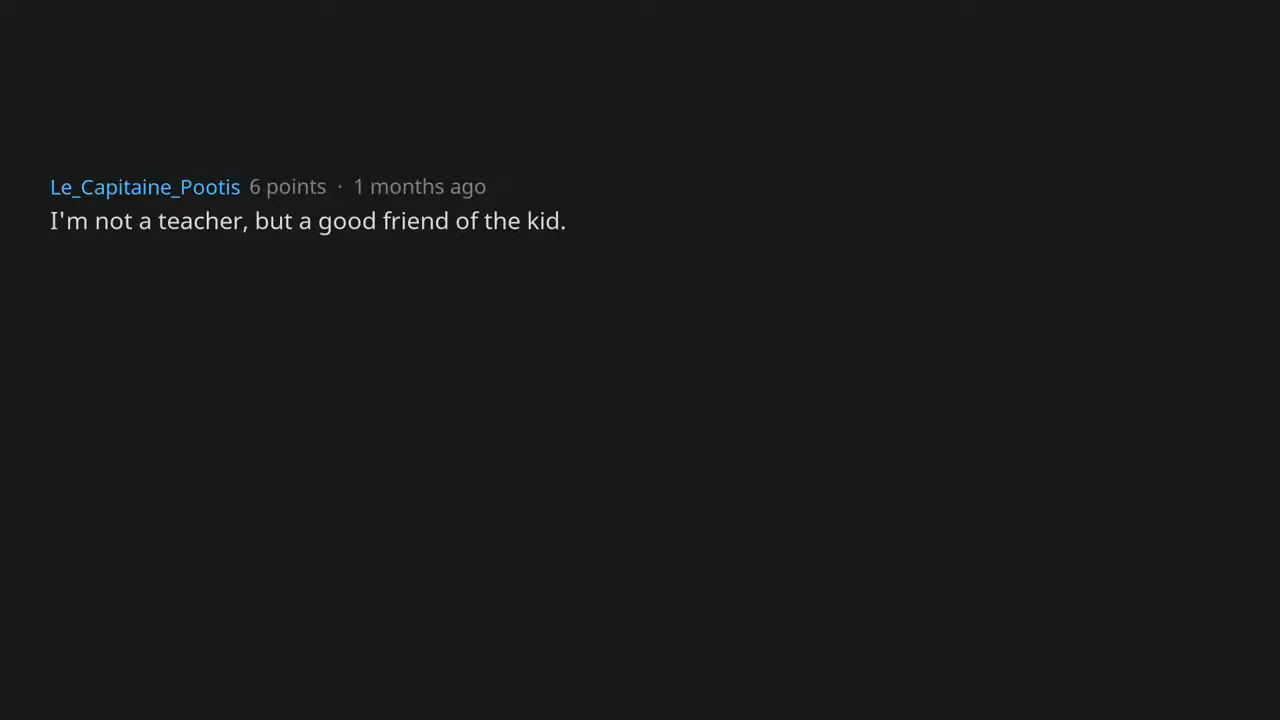 Le_Capitaine_Pootis 6 points · 1 months ago
I'm not a teacher, but a good friend of the kid.